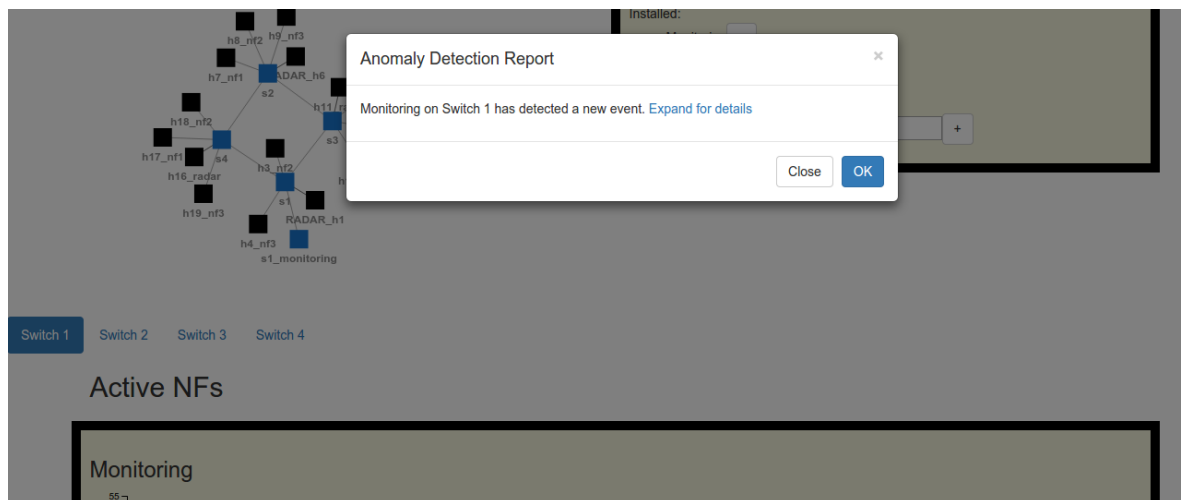 Installed:
h8_nf2
h9_nf3
Anomaly Detection Report
×
h7_nf1
RADAR_h6
s2
Monitoring on Switch 1 has detected a new event. Expand for details
h18_nf2
s3
+
h17_nf1
s4
h3_nf2
h16_radar
Close
OK
s1
h19_nf3
RADAR_h1
h4_nf3
s1_monitoring
Switch 1
Switch 2
Switch 3
Switch 4
Active NFs
Monitoring
55